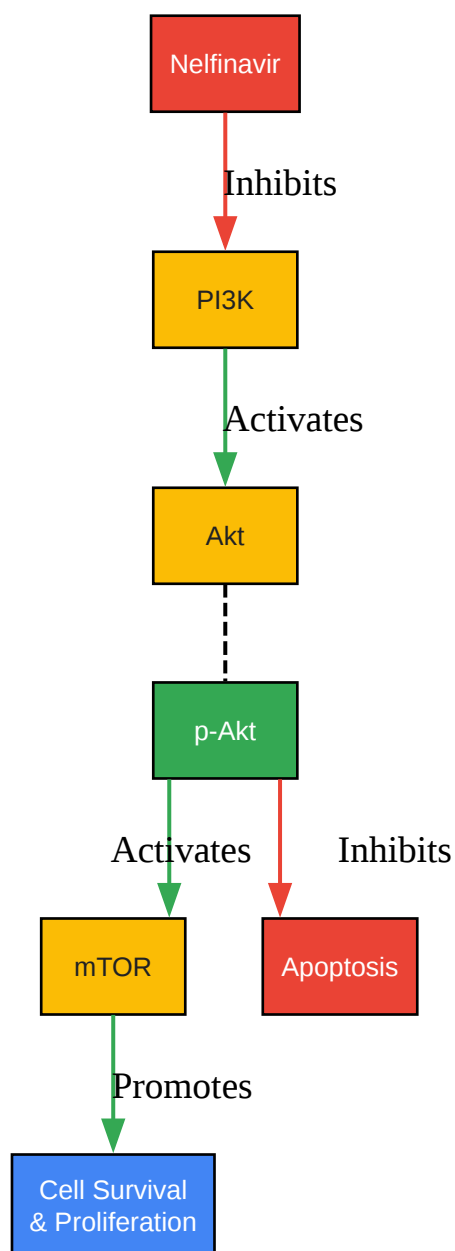 Nelfinavir
Inhibits
PI3K
Activates
Akt
p-Akt
Activates
Inhibits
mTOR
Apoptosis
Promotes
Cell Survival
& Proliferation